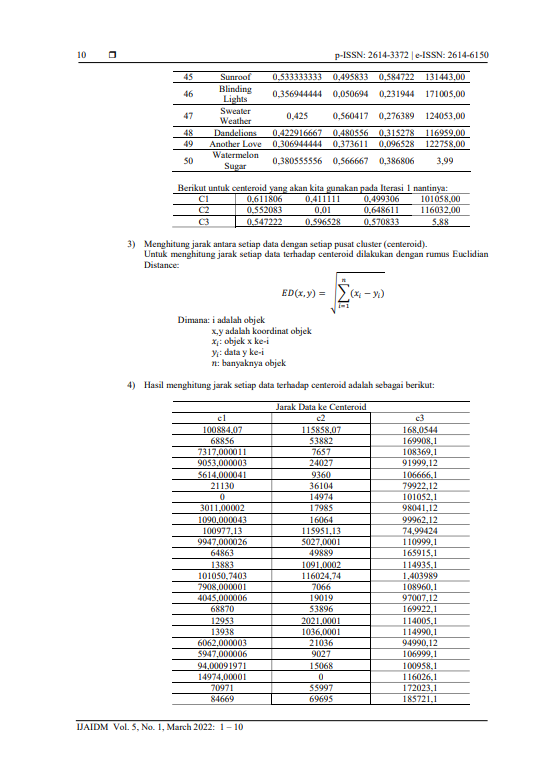 10 ❒ p-ISSN: 2614-3372 | e-ISSN: 2614-6150
45 Sunroof 0,533333333 0,495833 0,584722 131443,00
46 Blinding Lights 0,356944444 0,050694 0,231944 171005,00
47 Sweater Weather 0,425 0,560417 0,276389 124053,00
48 Dandelions 0,422916667 0,480556 0,315278 116959,00
49 Another Love 0,306944444 0,373611 0,096528 122758,00
50 Watermelon Sugar 0,380555556 0,566667 0,386806 3,99
Berikut untuk centeroid yang akan kita gunakan pada Iterasi 1 nantinya:
C1 0,611806 0,411111 0,499306 101058,00
C2 0,552083 0,01 0,648611 116032,00
C3 0,547222 0,596528 0,570833 5,88
3) Menghitung jarak antara setiap data dengan setiap pusat cluster (centeroid).
Untuk menghitung jarak setiap data terhadap centeroid dilakukan dengan rumus Euclidian
Distance:
ED(x, y) = √∑ⁿᵢ₌₁(xᵢ − yᵢ)
Dimana: i adalah objek
x,y adalah koordinat objek
xᵢ: objek x ke-i
yᵢ: data y ke-i
n: banyaknya objek
4) Hasil menghitung jarak setiap data terhadap centeroid adalah sebagai berikut:
Jarak Data ke Centeroid
c1 c2 c3
100884,07 115858,07 168,0544
68856 53882 169908,1
7317,000011 7657 108369,1
9053,000003 24027 91999,12
5614,000041 9360 106666,1
21130 36104 79922,12
0 14974 101052,1
3011,00002 17985 98041,12
1090,000043 16064 99962,12
100977,13 115951,13 74,99424
9947,000026 5027,0001 110999,1
64863 49889 165915,1
13883 1091,0002 114935,1
101050,7403 116024,74 1,403989
7908,000001 7066 108960,1
4045,000006 19019 97007,12
68870 53896 169922,1
12953 2021,0001 114005,1
13938 1036,0001 114990,1
6062,000003 21036 94990,12
5947,000006 9027 106999,1
94,00091971 15068 100958,1
14974,00001 0 116026,1
70971 55997 172023,1
84669 69695 185721,1
IJAIDM Vol. 5, No. 1, March 2022: 1 – 10